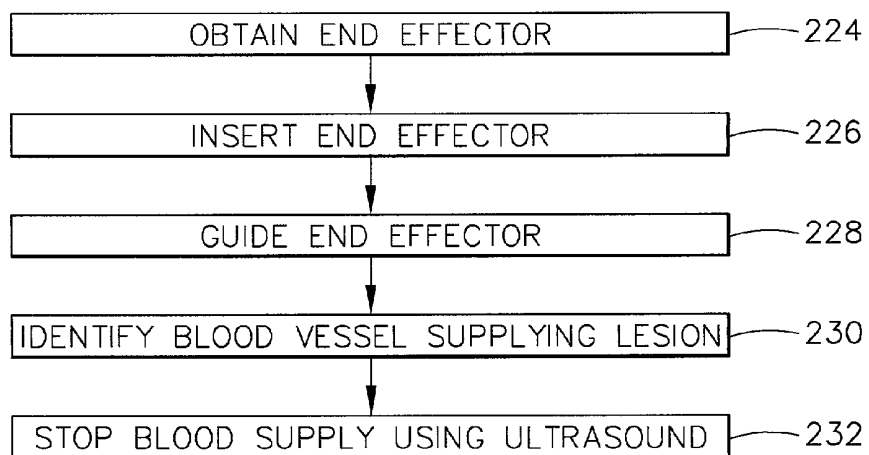 OBTAIN END EFFECTOR 224
INSERT END EFFECTOR 226
GUIDE END EFFECTOR 228
IDENTIFY BLOOD VESSEL SUPPLYING LESION 230
STOP BLOOD SUPPLY USING ULTRASOUND 232